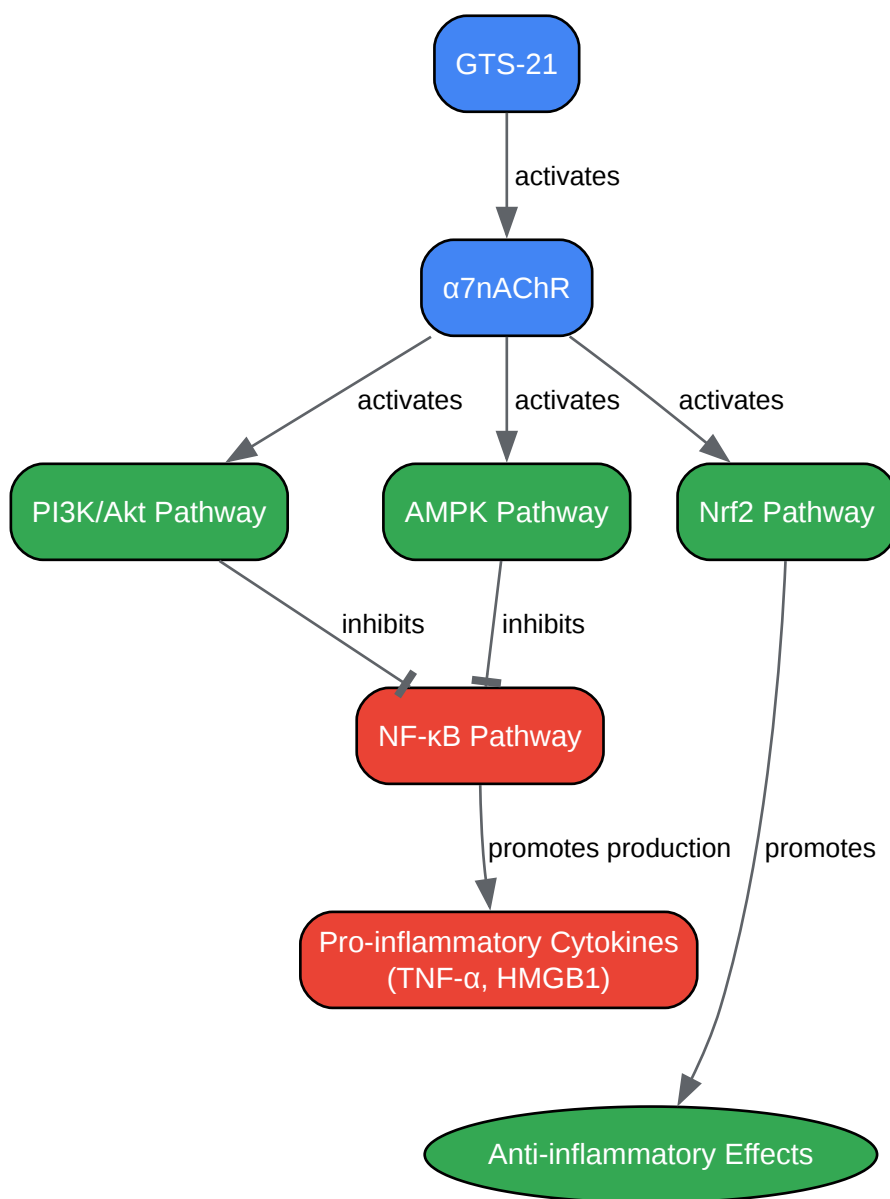 GTS-21
activates
α7nAChR
activates
activates
activates
PI3K/Akt Pathway
AMPK Pathway
Nrf2 Pathway
inhibits
inhibits
NF-κB Pathway
promotes production
promotes
Pro-inflammatory Cytokines
(TNF-α, HMGB1)
Anti-inflammatory Effects